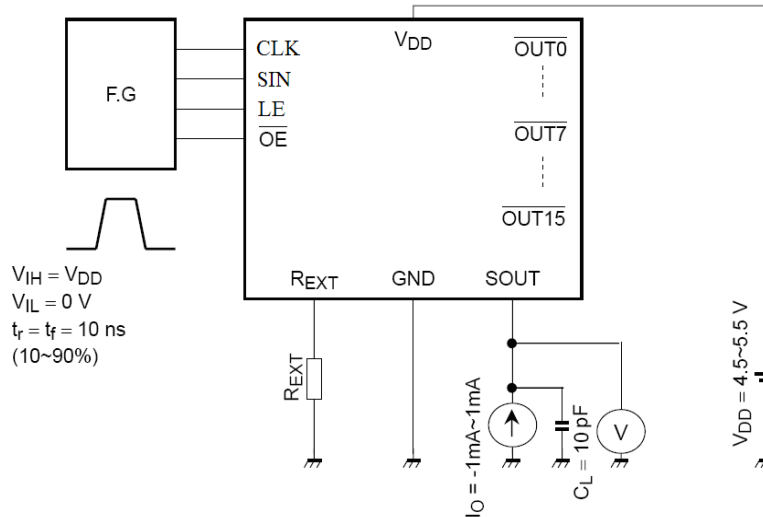 F.G
CLK
SIN
LE
OE
VDD
OUT0
OUT7
OUT15
REXT
GND
SOUT
VIH = VDD
VIL = 0 V
tr = tf = 10 ns
(10~90%)
REXT
IO = -1mA~1mA
CL = 10 pF
V
VDD = 4.5~5.5 V